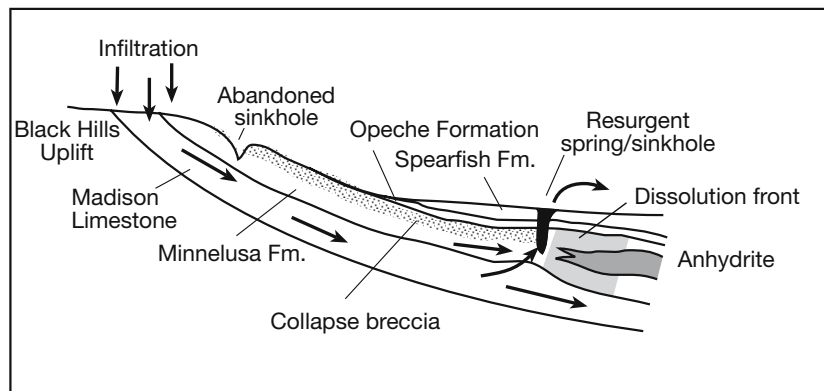 Infiltration
Abandoned
sinkhole
Black Hills
Uplift
Opeche Formation
Spearfish Fm.
Resurgent
spring/sinkhole
Madison
Limestone
Dissolution front
Minnelusa Fm.
Anhydrite
Collapse breccia